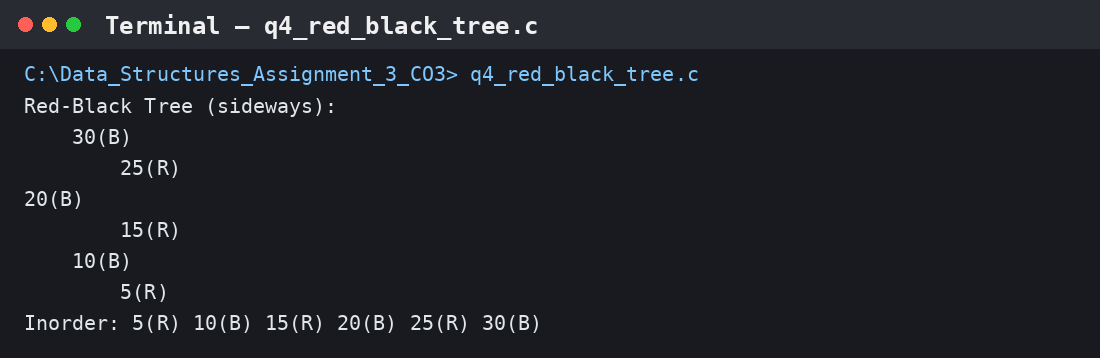 Terminal — q4_red_black_tree.c
C:\Data_Structures_Assignment_3_CO3> q4_red_black_tree.c
Red-Black Tree (sideways):
    30(B)
        25(R)
20(B)
        15(R)
    10(B)
        5(R)
Inorder: 5(R) 10(B) 15(R) 20(B) 25(R) 30(B)